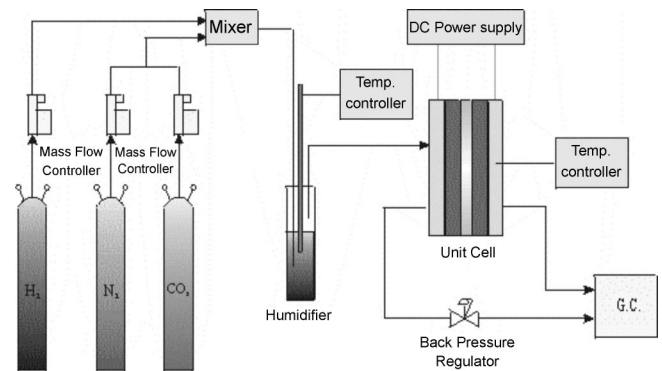 Mixer
DC Power supply
Temp.
controller
Mass Flow
Controller
Mass Flow
Controller
Temp.
controller
Unit Cell
H₂
N₂
CO₂
Humidifier
G.C.
Back Pressure
Regulator